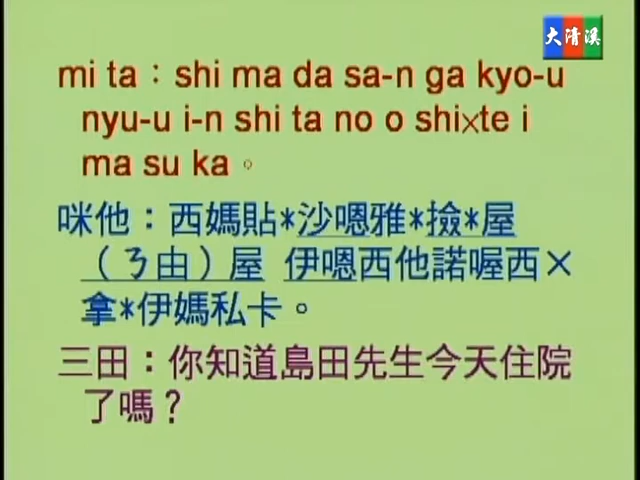 大清溪
mi ta：shi ma da sa-n ga kyo-u
nyu-u i-n shi ta no o shi×te i
ma su ka。
咪他：西媽貼*沙嗯雅*撿*屋
（ㄋ由）屋 伊嗯西他諾喔西×
拿*伊媽私卡。
三田：你知道島田先生今天住院
了嗎？